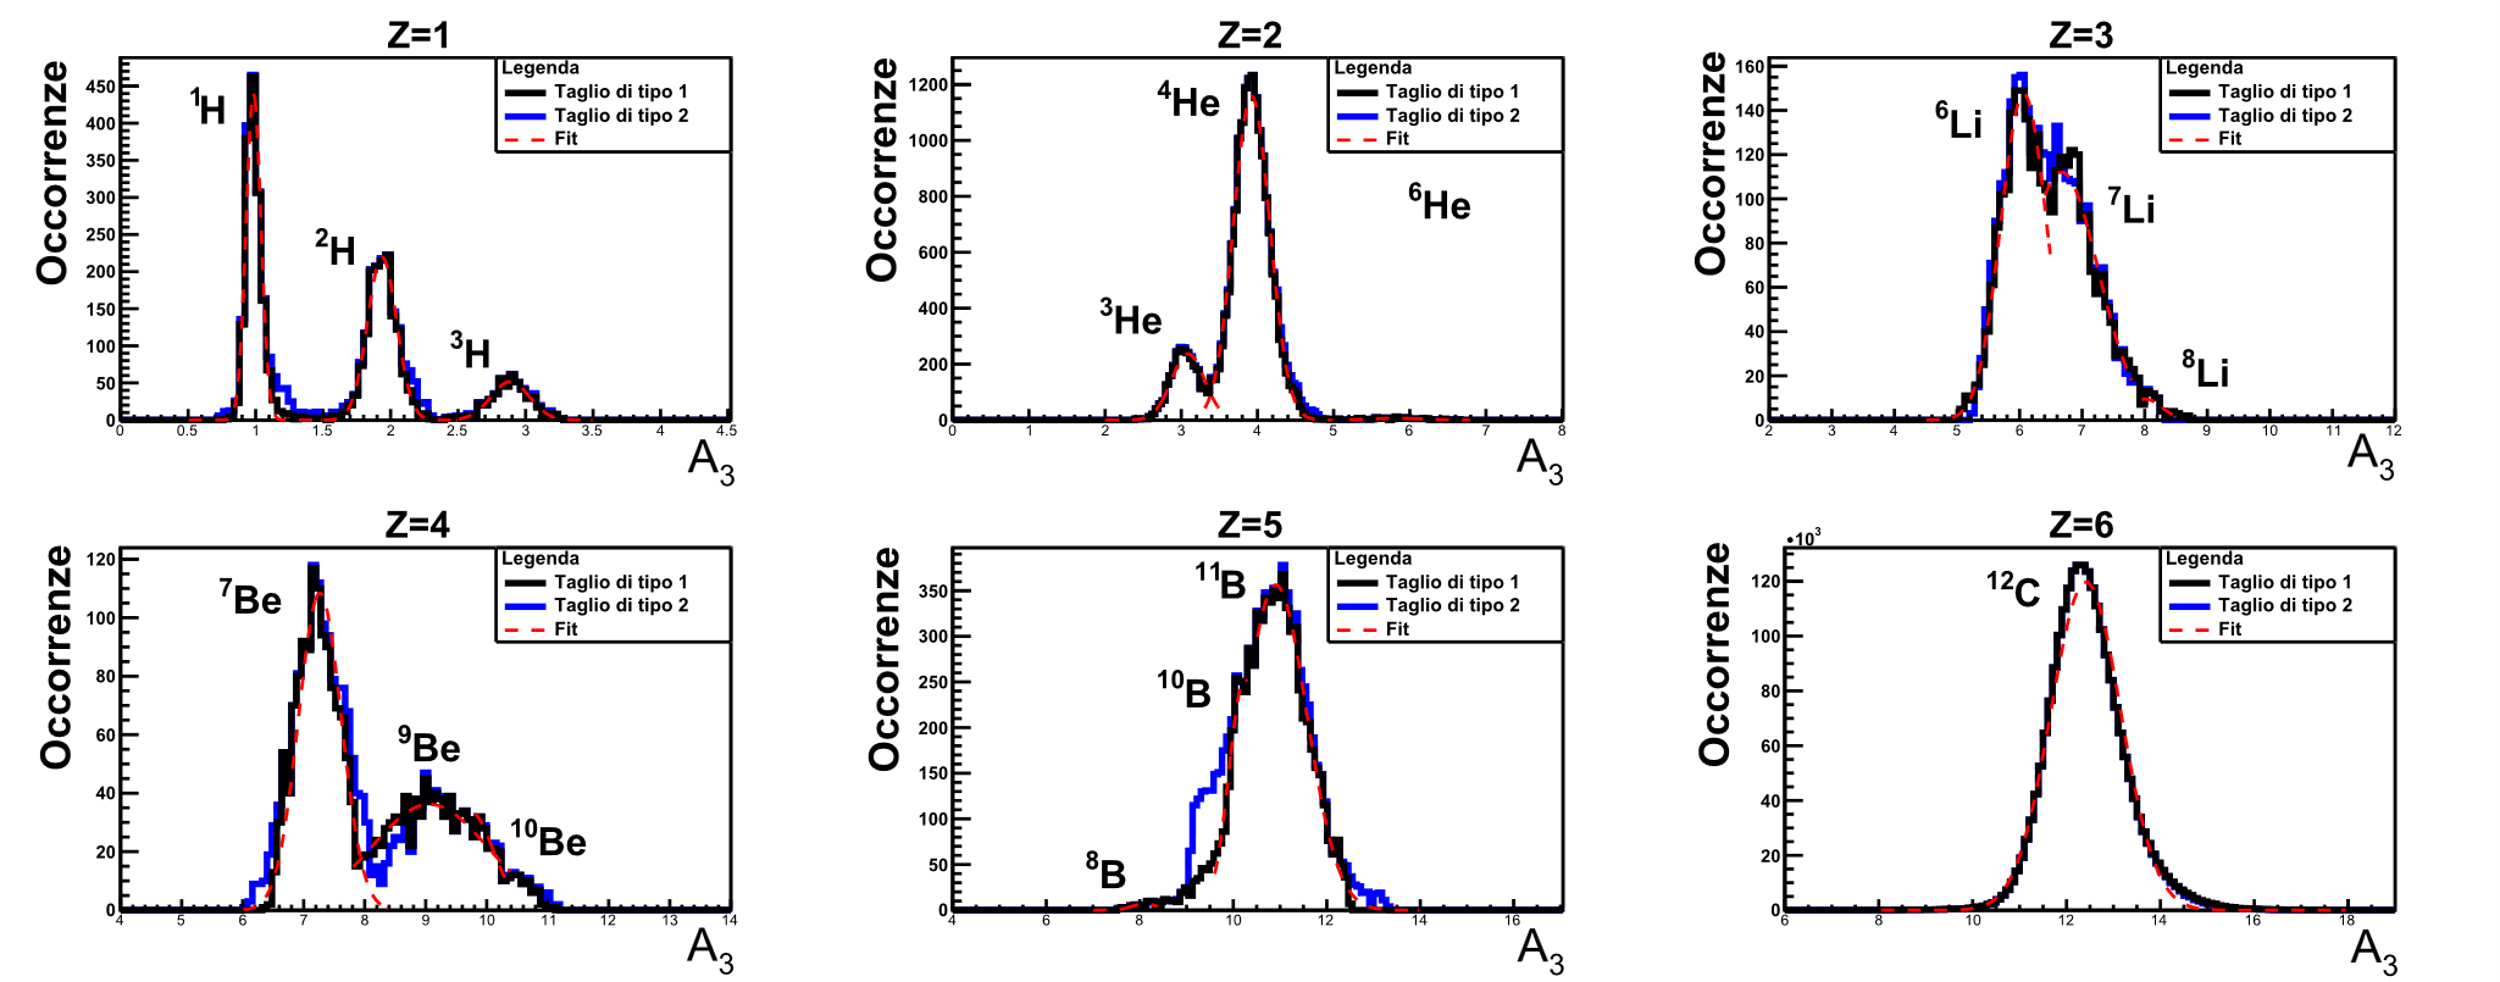 Z=1
Occorrenze
450
400
350
300
250
200
150
100
50
0
Legenda
Taglio di tipo 1
Taglio di tipo 2
Fit
¹H
²H
³H
0 0.5 1 1.5 2 2.5 3 3.5 4 4.5
A₃
Z=2
Occorrenze
1200
1000
800
600
400
200
0
Legenda
Taglio di tipo 1
Taglio di tipo 2
Fit
⁴He
⁶He
³He
0 1 2 3 4 5 6 7 8
A₃
Z=3
Occorrenze
160
140
120
100
80
60
40
20
0
Legenda
Taglio di tipo 1
Taglio di tipo 2
Fit
⁶Li
⁷Li
⁸Li
2 3 4 5 6 7 8 9 10 11 12
A₃
Z=4
Occorrenze
120
100
80
60
40
20
0
Legenda
Taglio di tipo 1
Taglio di tipo 2
Fit
⁷Be
⁹Be
¹⁰Be
4 5 6 7 8 9 10 11 12 13 14
A₃
Z=5
Occorrenze
350
300
250
200
150
100
50
0
Legenda
Taglio di tipo 1
Taglio di tipo 2
Fit
¹¹B
¹⁰B
⁸B
4 6 8 10 12 14 16
A₃
Z=6
•10³
Occorrenze
120
100
80
60
40
20
0
Legenda
Taglio di tipo 1
Taglio di tipo 2
Fit
¹²C
6 8 10 12 14 16 18
A₃